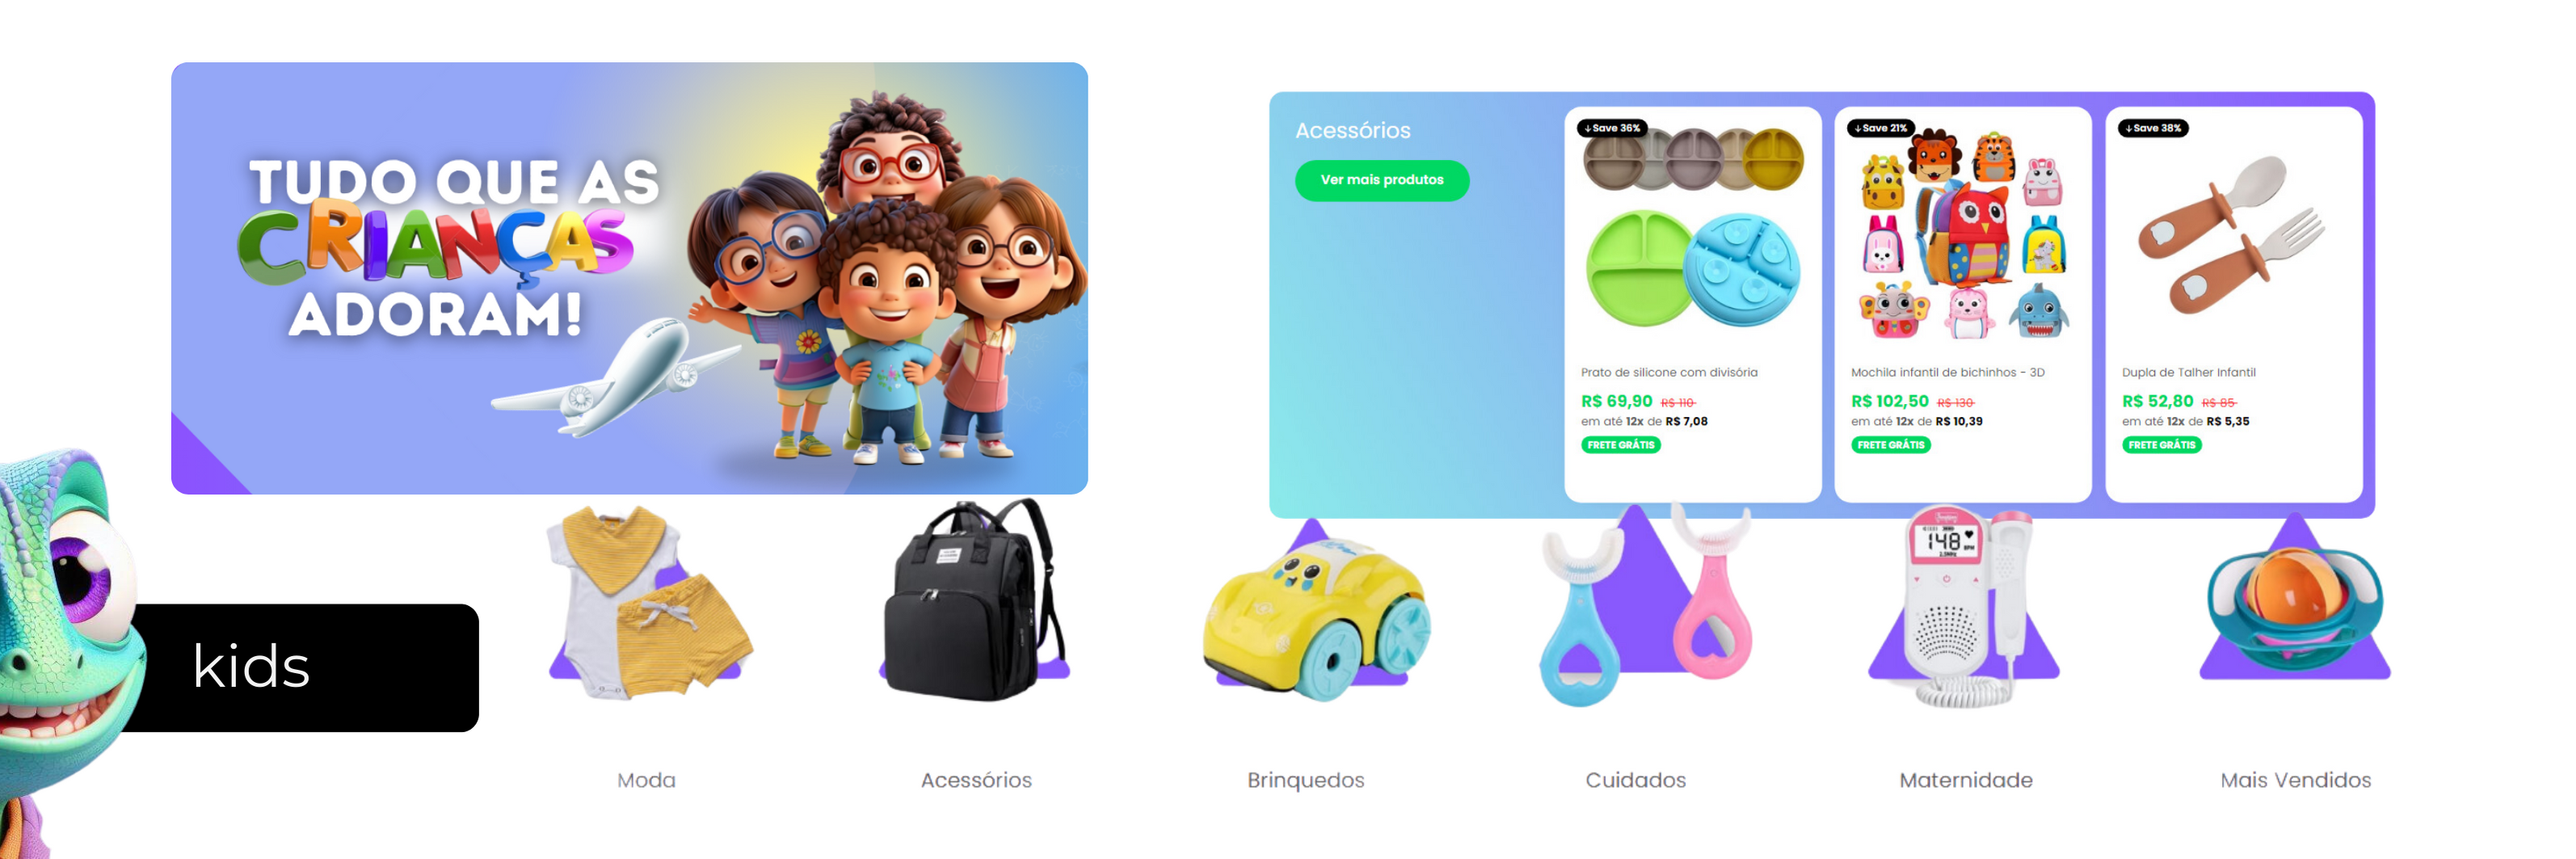 TUDO QUE AS
CRIANÇAS
ADORAM!
Acessórios
Ver mais produtos
↓ Save 36%
Prato de silicone com divisória
R$ 69,90 R$ 110
em até 12x de R$ 7,08
FRETE GRÁTIS
↓ Save 21%
Mochila infantil de bichinhos - 3D
R$ 102,50 R$ 130
em até 12x de R$ 10,39
FRETE GRÁTIS
↓ Save 38%
Dupla de Talher Infantil
R$ 52,80 R$ 85
em até 12x de R$ 5,35
FRETE GRÁTIS
kids
148
BPM
Moda
Acessórios
Brinquedos
Cuidados
Maternidade
Mais Vendidos